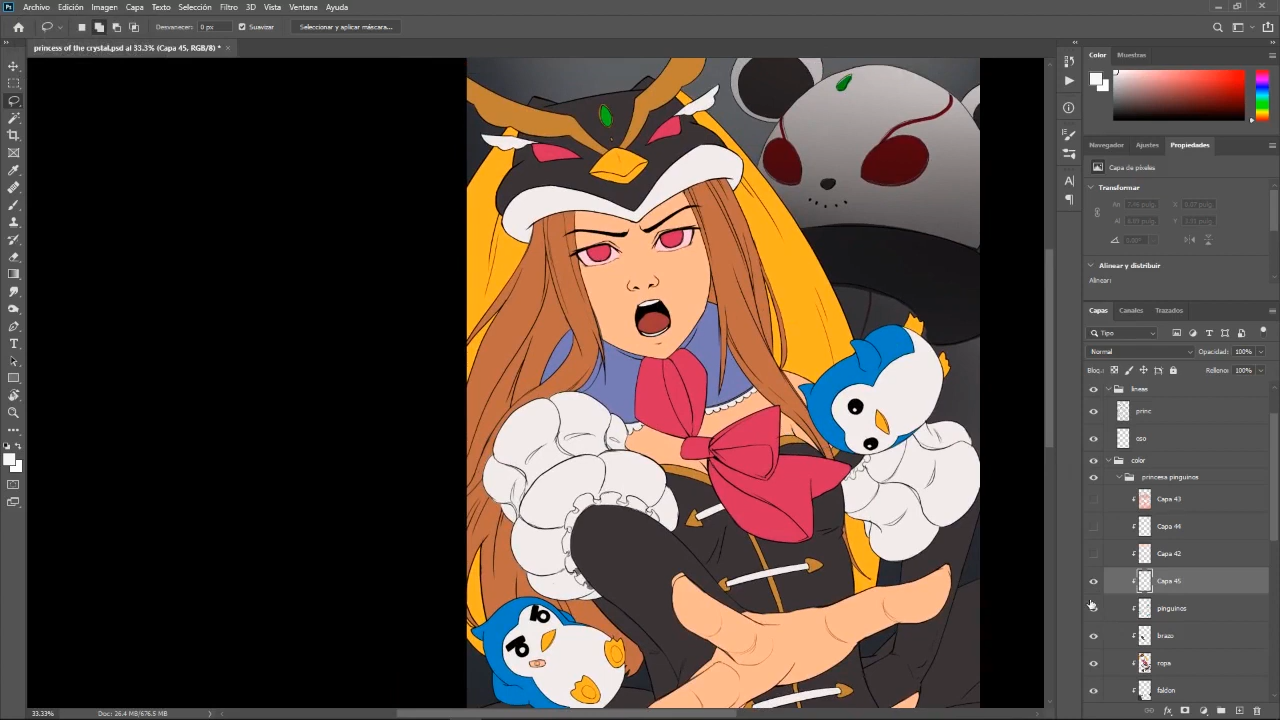 Ps Archivo Edición Imagen Capa Texto Selección Filtro 3D Vista Ventana Ayuda
Desvanecer: 0 px Suavizar Seleccionar y aplicar máscara...
princess of the crystal.psd al 33.3% (Capa 45, RGB/8) * ×
Color Muestras
Navegador Ajustes Propiedades
Capa de píxeles
Transformar
An
X
Al
Y
Alinear y distribuir
Alinear:
Capas Canales Trazados
Tipo
Normal Opacidad: 100%
Bloq.: Relleno: 100%
lineas
princ
oso
color
princesa pinguinos
Capa 43
Capa 44
Capa 42
Capa 45
pinguinos
brazo
ropa
faldon
33.33% Doc: 26.4 MB/676.5 MB